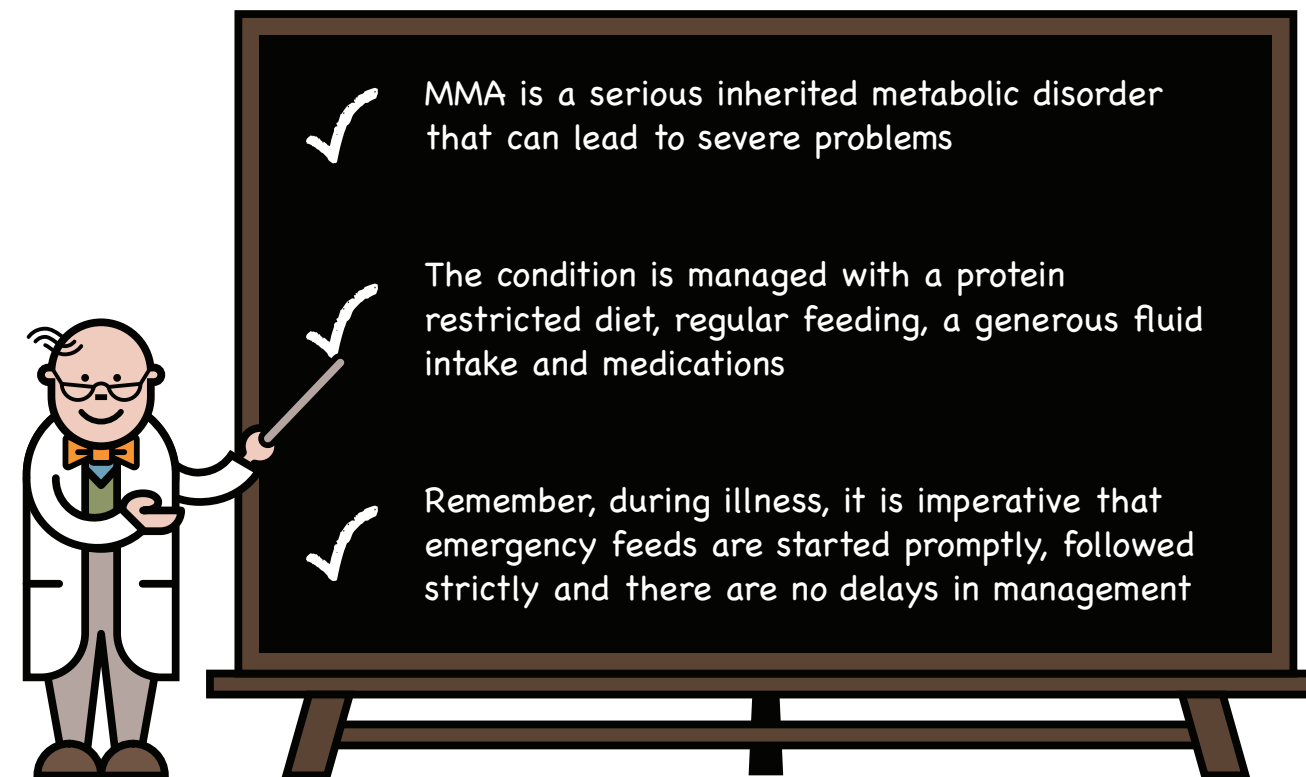 MMA is a serious inherited metabolic disorder
that can lead to severe problems
The condition is managed with a protein
restricted diet, regular feeding, a generous fluid
intake and medications
Remember, during illness, it is imperative that
emergency feeds are started promptly, followed
strictly and there are no delays in management